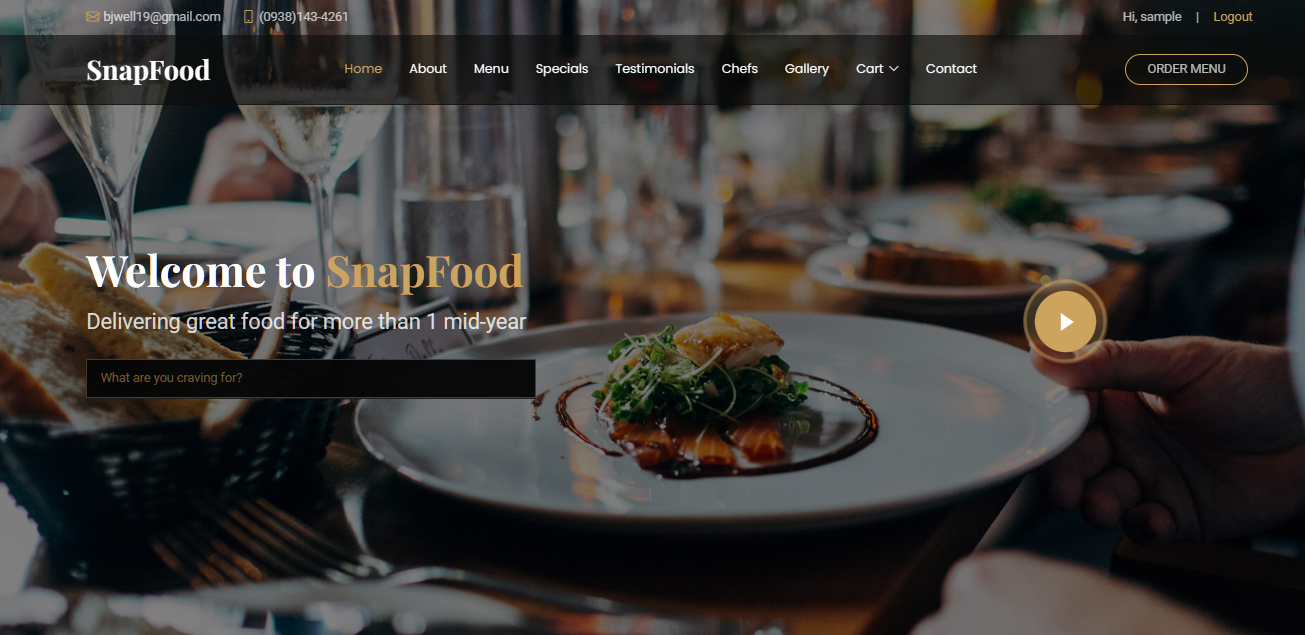 bjwell19@gmail.com (0938)143-4261 Hi, sample | Logout
SnapFood Home About Menu Specials Testimonials Chefs Gallery Cart Contact ORDER MENU
Welcome to SnapFood
Delivering great food for more than 1 mid-year
What are you craving for?